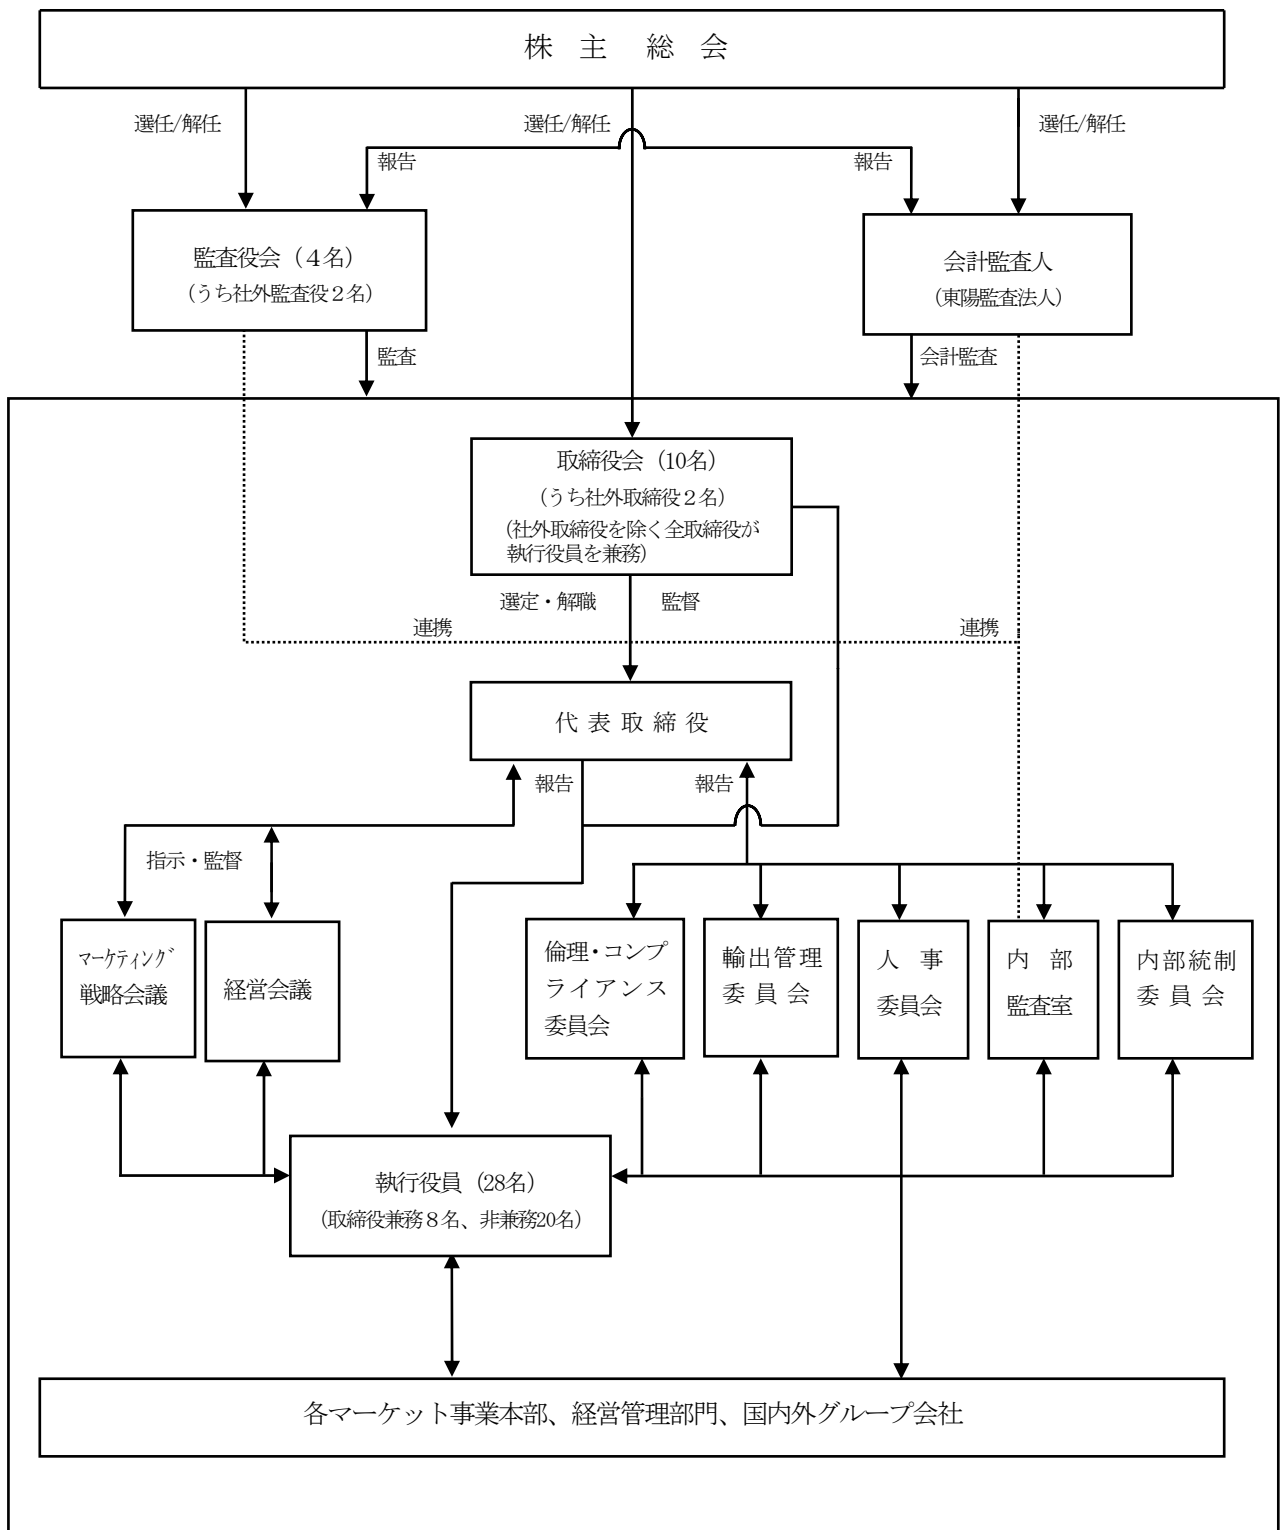 株 主 総 会
選任/解任
選任/解任
選任/解任
報告
報告
監査役会（４名）
（うち社外監査役２名）
会計監査人
（東陽監査法人）
監査
会計監査
取締役会（10名）
（うち社外取締役２名）
（社外取締役を除く全取締役が
執行役員を兼務）
選定・解職
監督
連携
連携
代 表 取 締 役
報告
報告
指示・監督
ﾏｰｹﾃｨﾝｸﾞ
戦略会議
経営会議
倫理・コンプ
ライアンス
委員会
輸出管理
委 員 会
人 事
委員会
内 部
監査室
内部統制
委 員 会
執行役員（28名）
（取締役兼務８名、非兼務20名）
各マーケット事業本部、経営管理部門、国内外グループ会社